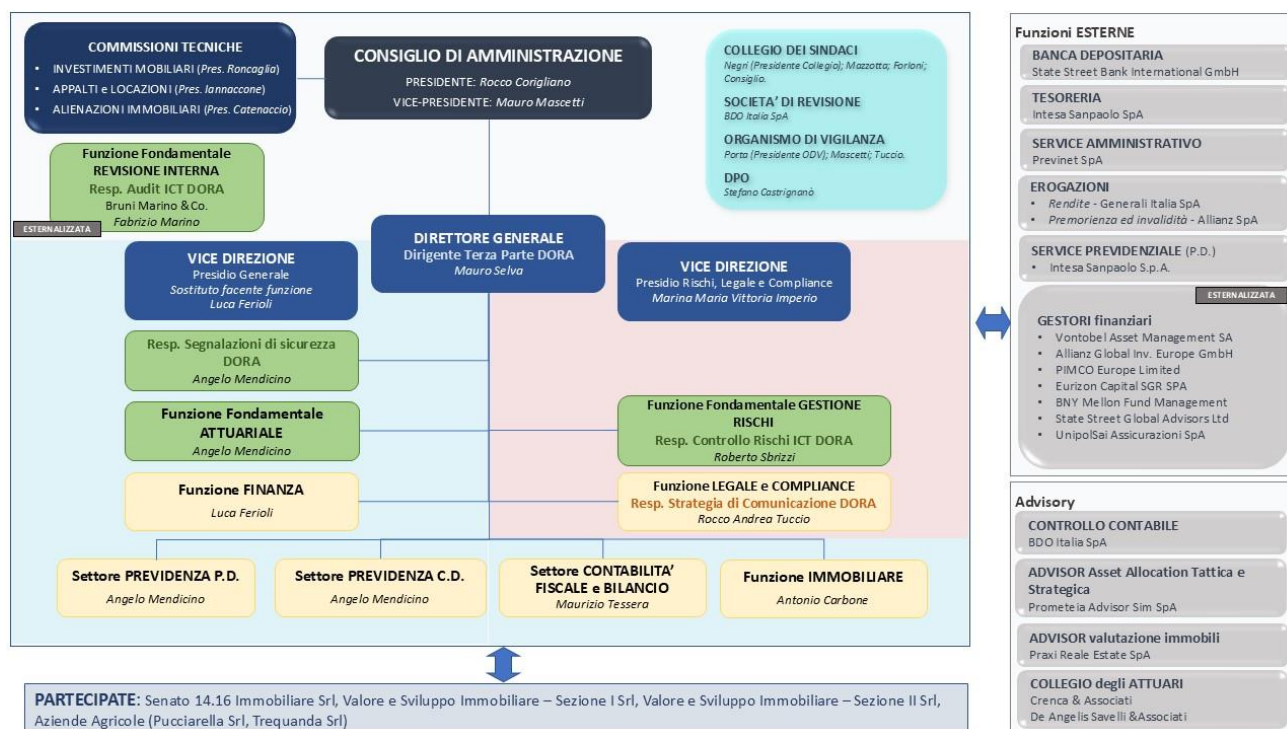 COMMISSIONI TECNICHE
• INVESTIMENTI MOBILIARI (Pres. Roncaglia)
• APPALTI e LOCAZIONI (Pres. Iannaccone)
• ALIENAZIONI IMMOBILIARI (Pres. Catenaccio)
CONSIGLIO DI AMMINISTRAZIONE
PRESIDENTE: Rocco Corigliano
VICE-PRESIDENTE: Mauro Mascetti
COLLEGIO DEI SINDACI
Negri (Presidente Collegio); Mazzotta; Forloni;
Consiglio.
SOCIETA’ DI REVISIONE
BDO Italia SpA
ORGANISMO DI VIGILANZA
Porta (Presidente ODV); Mascetti; Tuccio.
DPO
Stefano Castrignanò
Funzione Fondamentale
REVISIONE INTERNA
Resp. Audit ICT DORA
Bruni Marino & Co.
Fabrizio Marino
ESTERNALIZZATA
VICE DIREZIONE
Presidio Generale
Sostituto facente funzione
Luca Ferioli
DIRETTORE GENERALE
Dirigente Terza Parte DORA
Mauro Selva
VICE DIREZIONE
Presidio Rischi, Legale e Compliance
Marina Maria Vittoria Imperio
Resp. Segnalazioni di sicurezza
DORA
Angelo Mendicino
Funzione Fondamentale
ATTUARIALE
Angelo Mendicino
Funzione Fondamentale GESTIONE
RISCHI
Resp. Controllo Rischi ICT DORA
Roberto Sbrizzi
Funzione FINANZA
Luca Ferioli
Funzione LEGALE e COMPLIANCE
Resp. Strategia di Comunicazione DORA
Rocco Andrea Tuccio
Settore PREVIDENZA P.D.
Angelo Mendicino
Settore PREVIDENZA C.D.
Angelo Mendicino
Settore CONTABILITA’
FISCALE e BILANCIO
Maurizio Tessera
Funzione IMMOBILIARE
Antonio Carbone
PARTECIPATE: Senato 14.16 Immobiliare Srl, Valore e Sviluppo Immobiliare – Sezione I Srl, Valore e Sviluppo Immobiliare – Sezione II Srl,
Aziende Agricole (Pucciarella Srl, Trequanda Srl)
Funzioni ESTERNE
BANCA DEPOSITARIA
State Street Bank International GmbH
TESORERIA
Intesa Sanpaolo SpA
SERVICE AMMINISTRATIVO
Previnet SpA
EROGAZIONI
• Rendite - Generali Italia SpA
• Premorienza ed invalidità - Allianz SpA
SERVICE PREVIDENZIALE (P.D.)
• Intesa Sanpaolo S.p.A.
ESTERNALIZZATA
GESTORI finanziari
• Vontobel Asset Management SA
• Allianz Global Inv. Europe GmbH
• PIMCO Europe Limited
• Eurizon Capital SGR SPA
• BNY Mellon Fund Management
• State Street Global Advisors Ltd
• UnipolSai Assicurazioni SpA
Advisory
CONTROLLO CONTABILE
BDO Italia SpA
ADVISOR Asset Allocation Tattica e
Strategica
Prometeia Advisor Sim SpA
ADVISOR valutazione immobili
Praxi Reale Estate SpA
COLLEGIO degli ATTUARI
Crenca & Associati
De Angelis Savelli &Associati